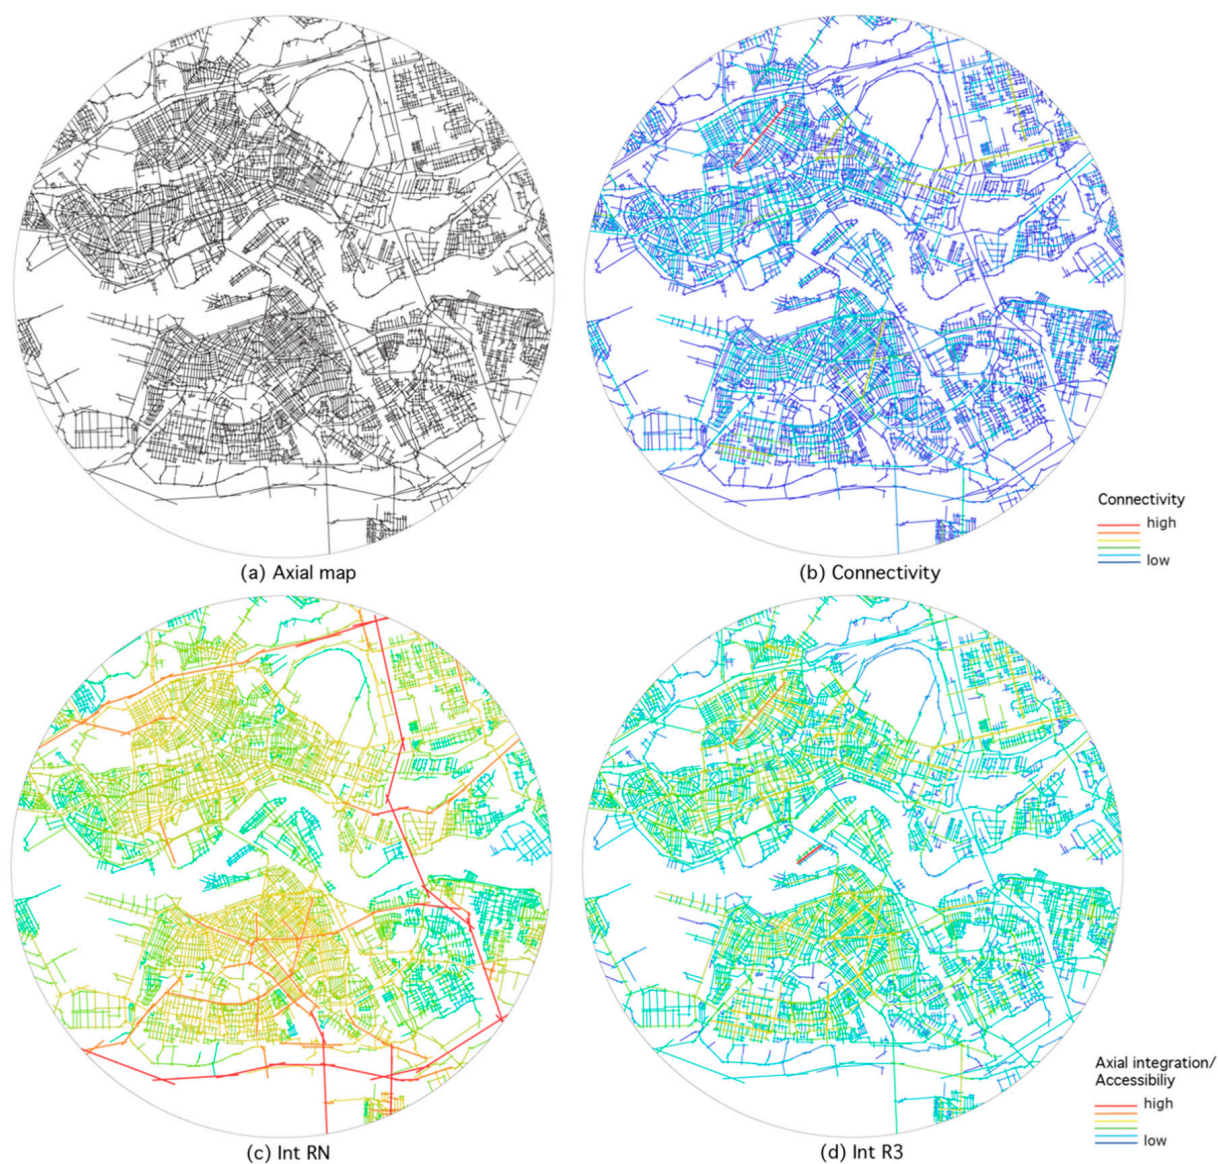 Connectivity
high
low
(a) Axial map
(b) Connectivity
Axial integration/
Accessibiliy
high
low
(c) Int RN
(d) Int R3